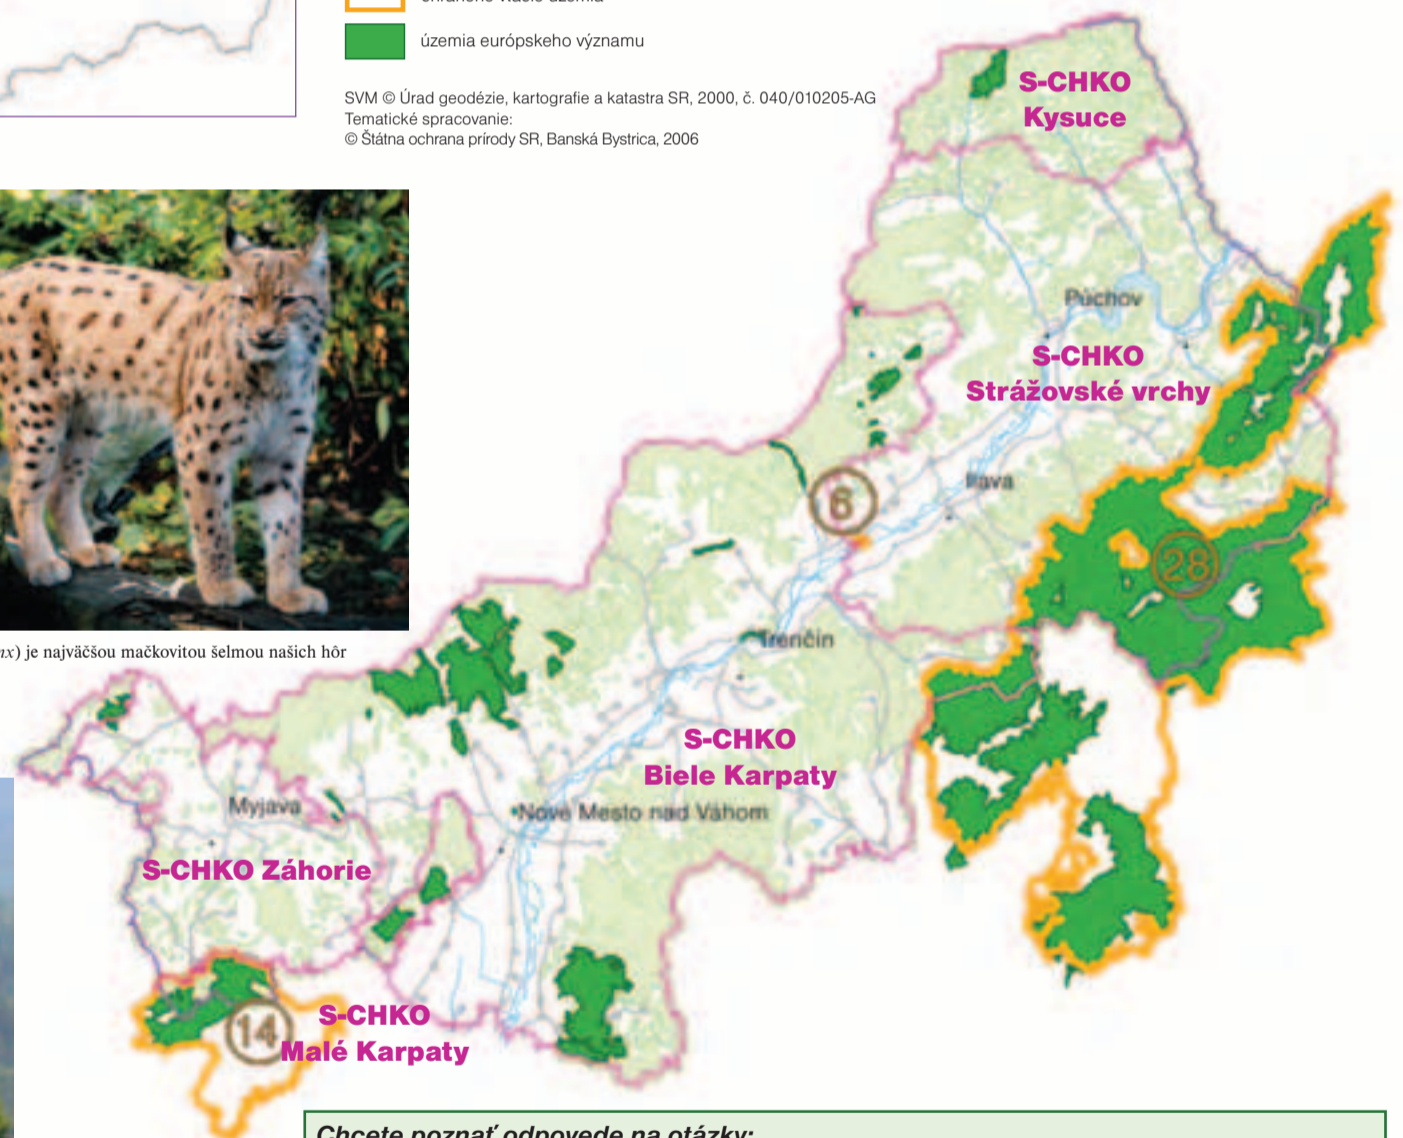 územia európskeho významu
SVM © Úrad geodézie, kartografie a katastra SR, 2000, č. 040/010205-AG
Tematické spracovanie:
© Štátna ochrana prírody SR, Banská Bystrica, 2006
S-CHKO
Kysuce
Púchov
S-CHKO
Strážovské vrchy
6
Ilava
28
Trenčín
) je najväčšou mačkovitou šelmou našich hôr
S-CHKO
Biele Karpaty
Myjava
Nové Mesto nad Váhom
S-CHKO Záhorie
14
S-CHKO
Malé Karpaty
Chcete poznať odpovede na otázky: